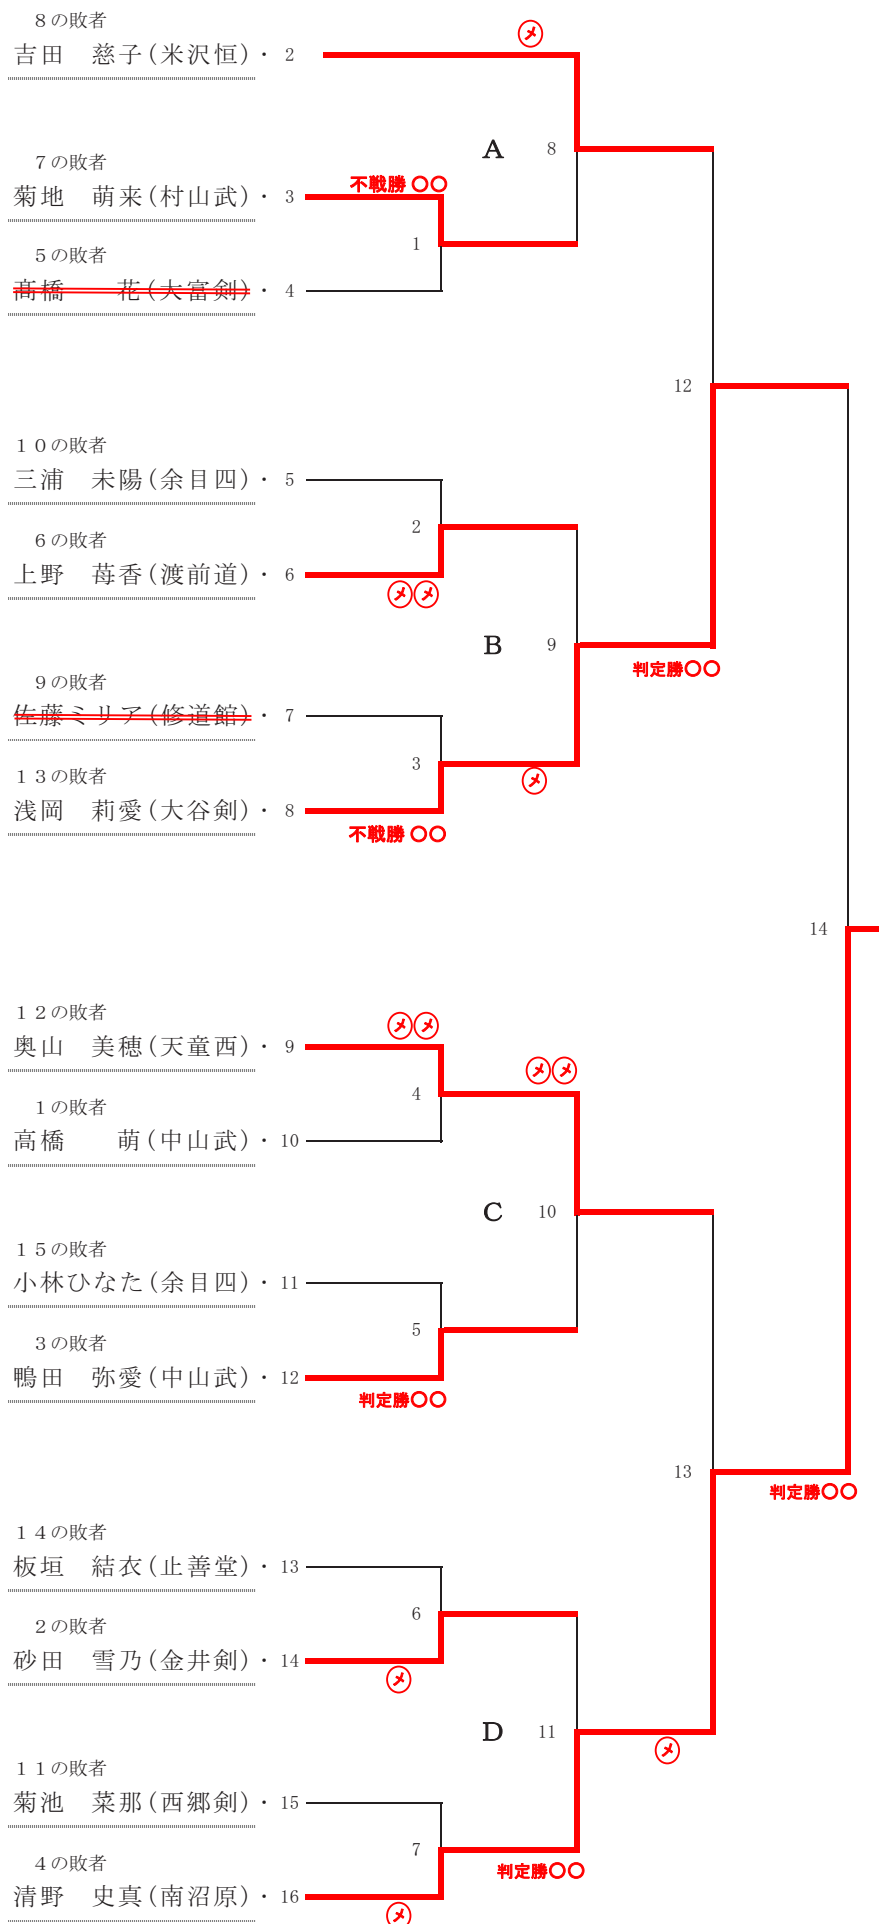 ８の敗者
吉田　慈子(米沢恒)・ 2
㋱
A
8
７の敗者
不戦勝 〇〇
菊地　萌来(村山武)・ 3
1
５の敗者
髙橋　　花(大富剣)・ 4
12
１０の敗者
三浦　未陽(余目四)・ 5
2
６の敗者
上野　苺香(渡前道)・ 6
㋱㋱
B
9
判定勝〇〇
９の敗者
佐藤ミリア(修道館)・ 7
3
㋱
１３の敗者
浅岡　莉愛(大谷剣)・ 8
不戦勝 〇〇
14
１２の敗者
㋱㋱
奥山　美穂(天童西)・ 9
㋱㋱
4
１の敗者
高橋　　萌(中山武)・ 10
C
10
１５の敗者
小林ひなた(余目四)・ 11
5
３の敗者
鴨田　弥愛(中山武)・ 12
判定勝〇〇
13
判定勝〇〇
１４の敗者
板垣　結衣(止善堂)・ 13
6
２の敗者
砂田　雪乃(金井剣)・ 14
㋱
D
11
㋱
１１の敗者
菊池　菜那(西郷剣)・ 15
7
判定勝〇〇
４の敗者
清野　史真(南沼原)・ 16
㋱